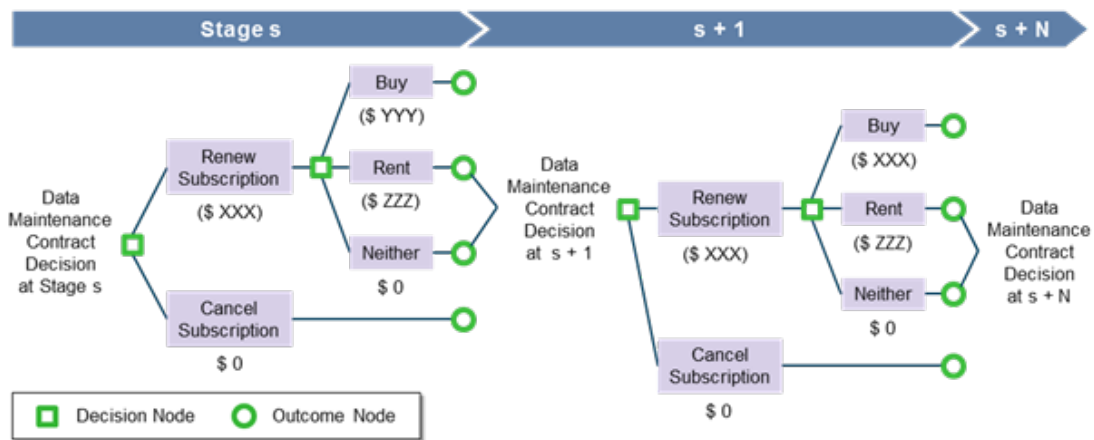 Stage s
s + 1
s + N
Buy
($ YYY)
Renew
Subscription
($ XXX)
Rent
($ ZZZ)
Data
Maintenance
Contract
Decision
at Stage s
Neither
$ 0
Cancel
Subscription
$ 0
Data
Maintenance
Contract
Decision
at s + 1
Buy
($ XXX)
Renew
Subscription
($ XXX)
Rent
($ ZZZ)
Neither
$ 0
Cancel
Subscription
$ 0
Data
Maintenance
Contract
Decision
at s + N
Decision Node
Outcome Node